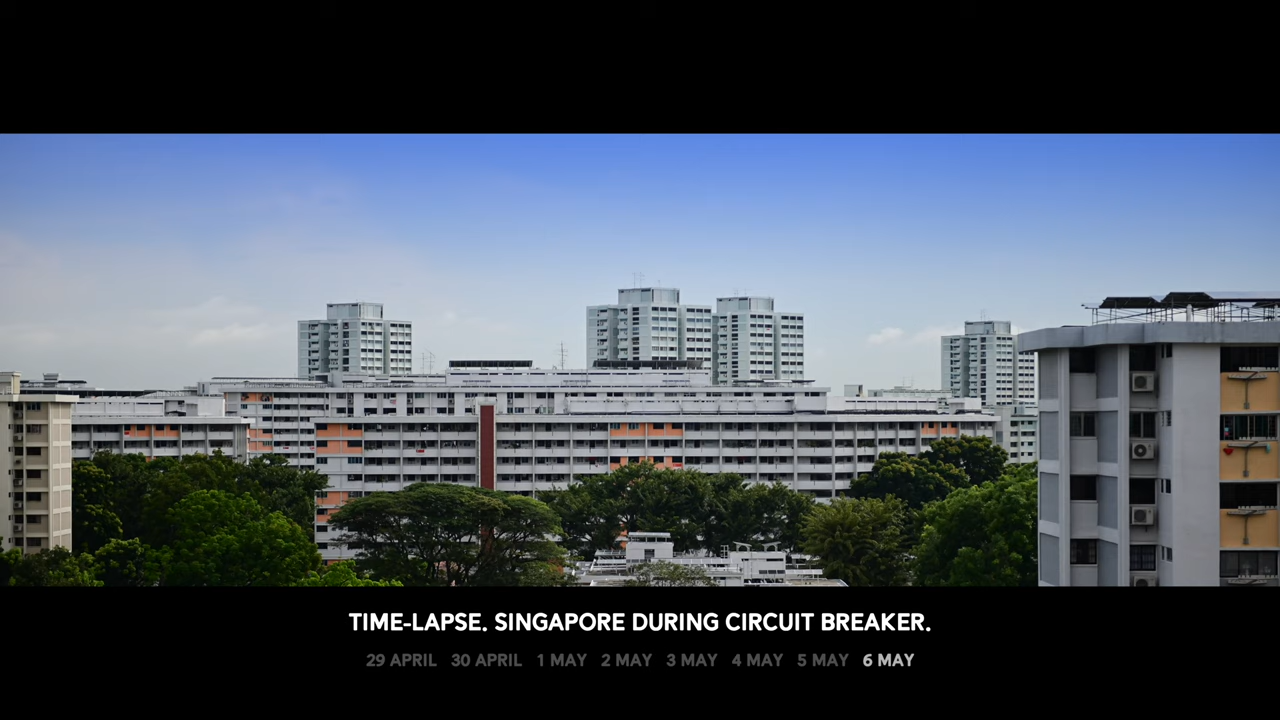 TIME-LAPSE. SINGAPORE DURING CIRCUIT BREAKER.
29 APRIL 30 APRIL 1 MAY 2 MAY 3 MAY 4 MAY 5 MAY 6 MAY